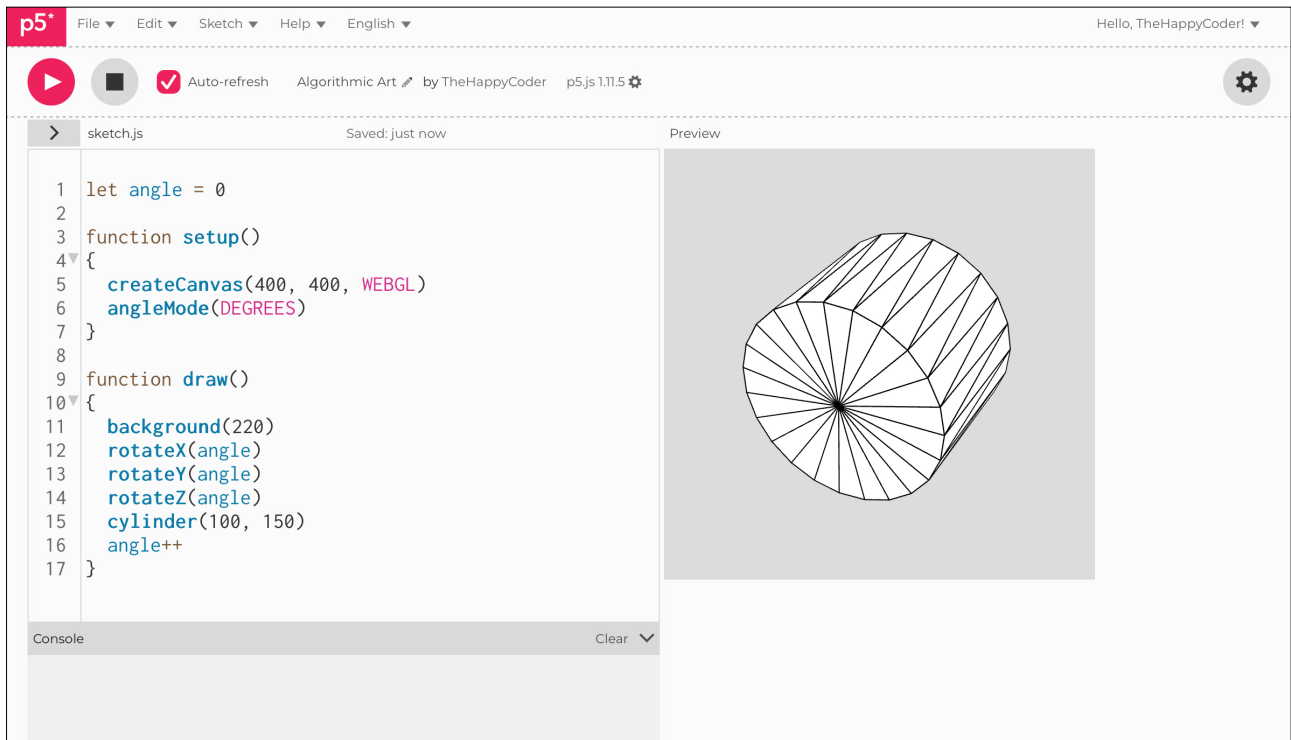 p5* File Edit Sketch Help English Hello, TheHappyCoder!
Auto-refresh Algorithmic Art by TheHappyCoder p5.js 1.11.5
sketch.js Saved: just now Preview
1 let angle = 0
2
3 function setup()
4 {
5 createCanvas(400, 400, WEBGL)
6 angleMode(DEGREES)
7 }
8
9 function draw()
10 {
11 background(220)
12 rotateX(angle)
13 rotateY(angle)
14 rotateZ(angle)
15 cylinder(100, 150)
16 angle++
17 }
Console Clear